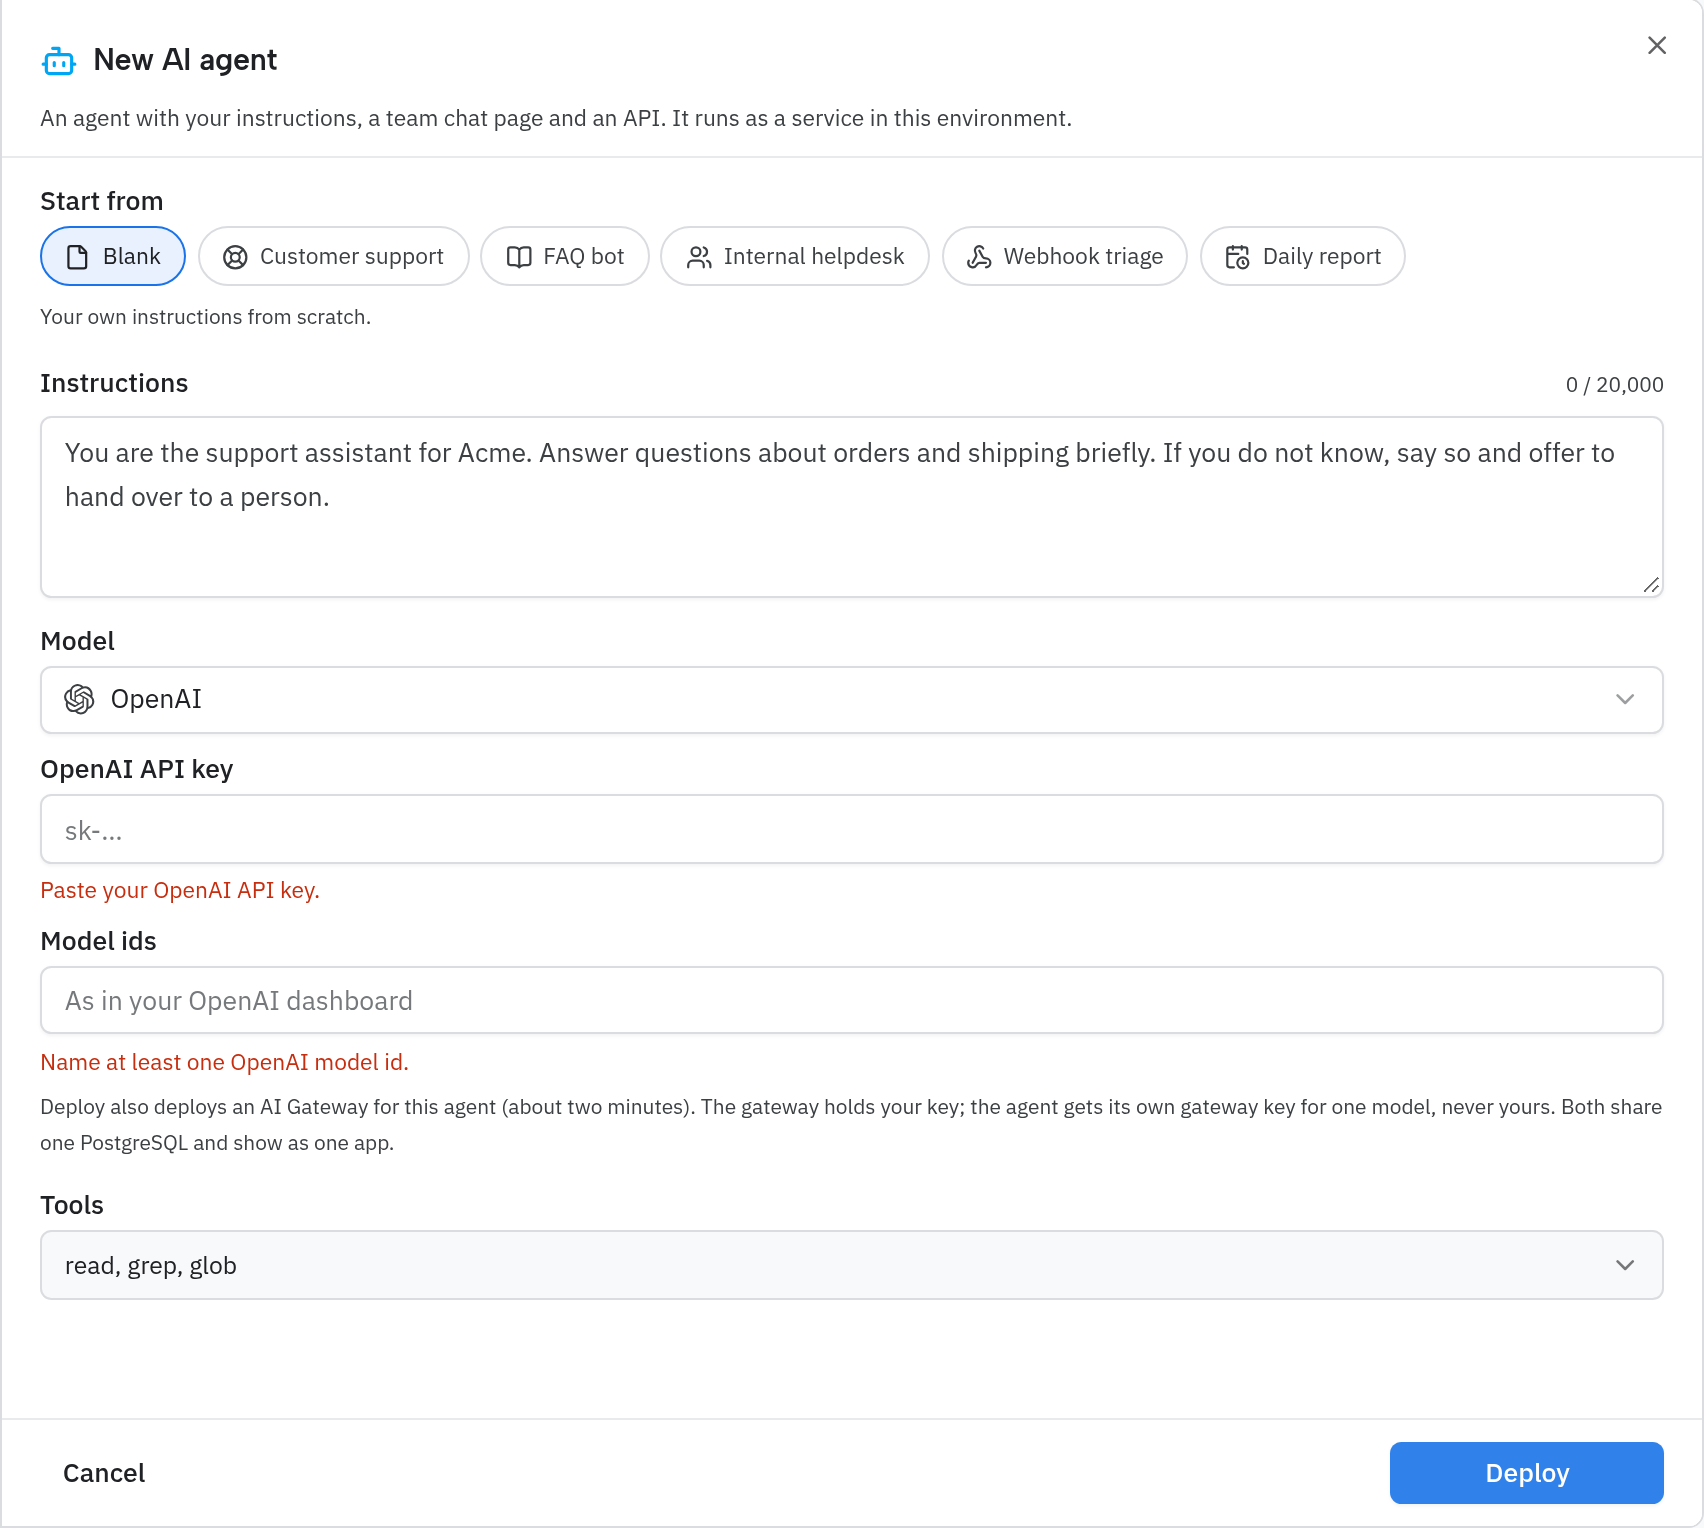 New AI agent
An agent with your instructions, a team chat page and an API. It runs as a service in this environment.
Start from
Blank
Customer support
FAQ bot
Internal helpdesk
Webhook triage
Daily report
Your own instructions from scratch.
Instructions
0 / 20,000
You are the support assistant for Acme. Answer questions about orders and shipping briefly. If you do not know, say so and offer to
hand over to a person.
Model
OpenAI
OpenAI API key
sk-...
Paste your OpenAI API key.
Model ids
As in your OpenAI dashboard
Name at least one OpenAI model id.
Deploy also deploys an AI Gateway for this agent (about two minutes). The gateway holds your key; the agent gets its own gateway key for one model, never yours. Both share
one PostgreSQL and show as one app.
Tools
read, grep, glob
Cancel
Deploy